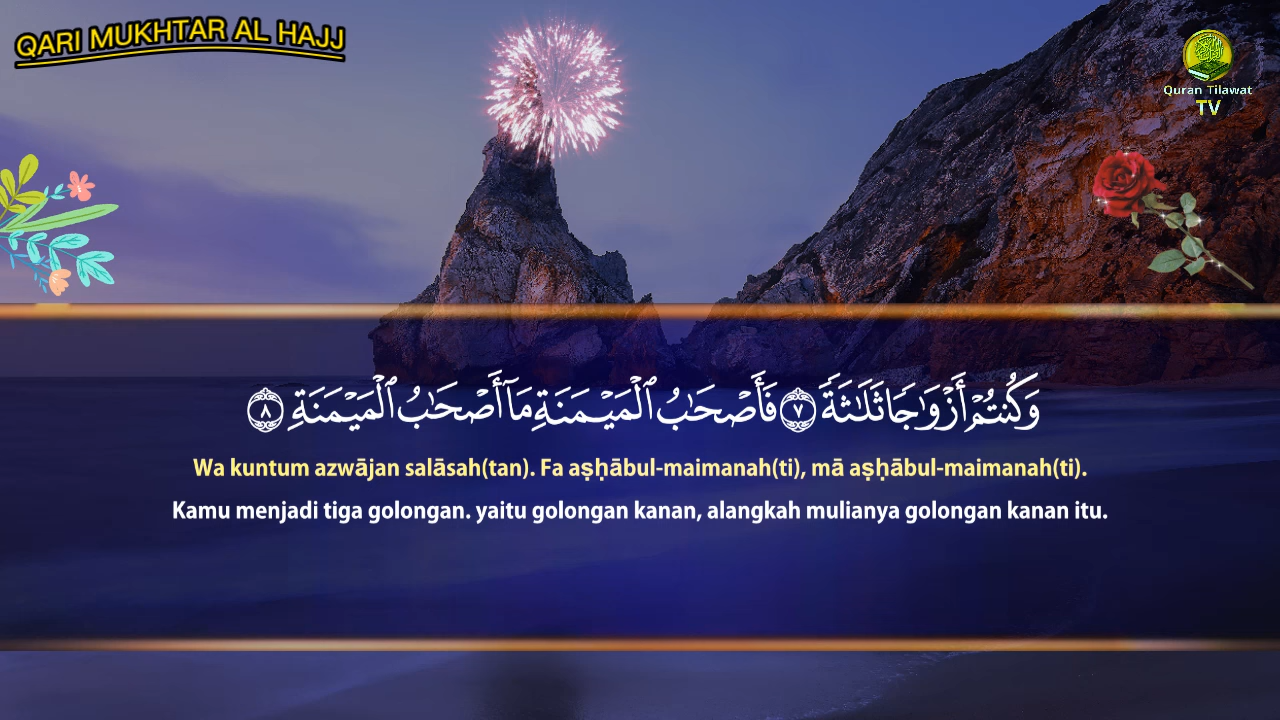 QARI MUKHTAR AL HAJJ
Quran Tilawat
TV
وَكُنتُمْ أَزْوَٰجًا ثَلَٰثَةً ٧ فَأَصْحَٰبُ ٱلْمَيْمَنَةِ مَآ أَصْحَٰبُ ٱلْمَيْمَنَةِ ٨
Wa kuntum azwājan salāsah(tan). Fa aṣḥābul-maimanah(ti), mā aṣḥābul-maimanah(ti).
Kamu menjadi tiga golongan. yaitu golongan kanan, alangkah mulianya golongan kanan itu.